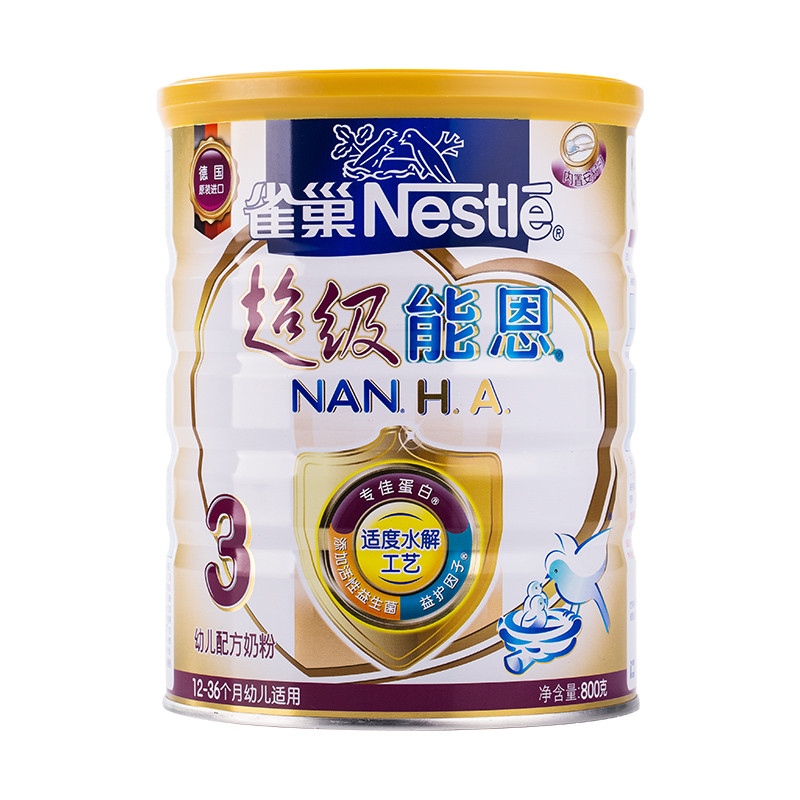 德国
原装进口
雀巢Nestlé®
超级能恩®
NAN. H. A.
专佳蛋白®
适度水解
工艺
添加活性益生菌
益护因子®
3
幼儿配方奶粉
12-36个月幼儿适用
净含量:800克